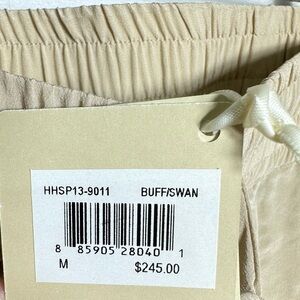 HHSP13-9011 BUFF/SWAN
8 85905 28040 1
M $245.00